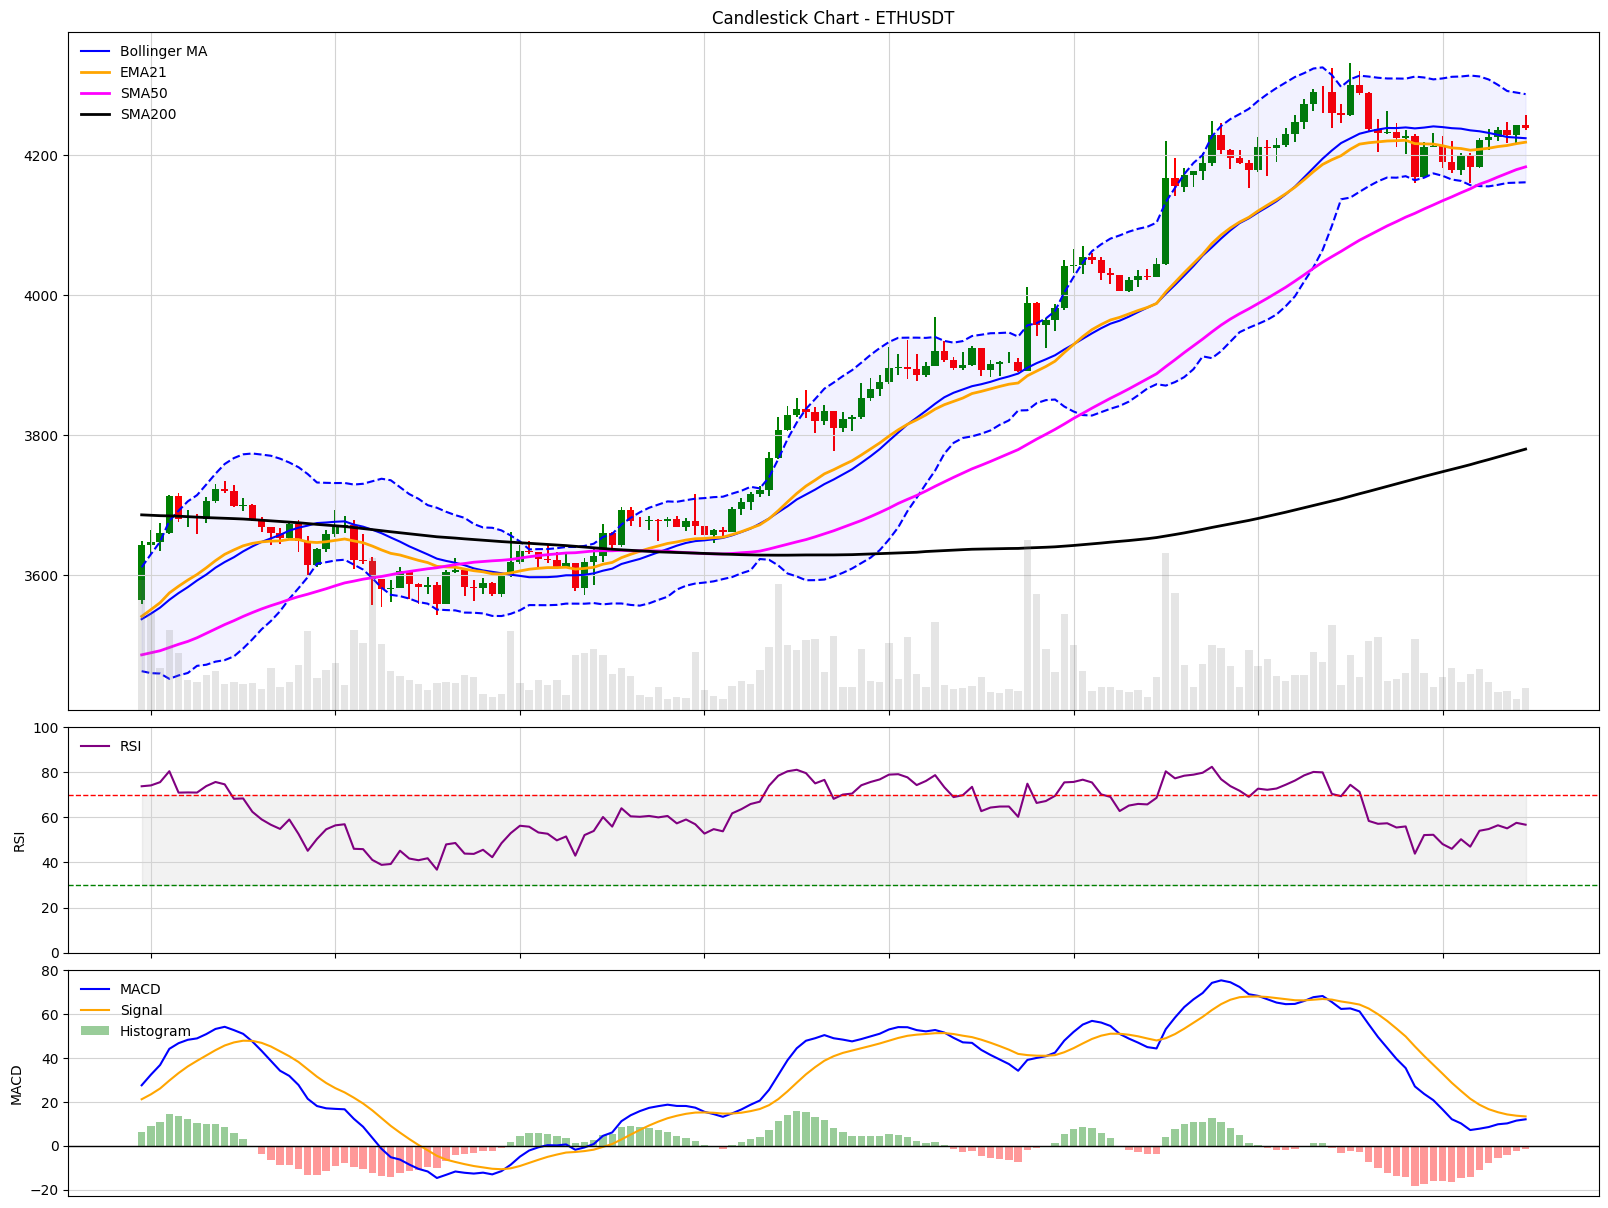 Candlestick Chart - ETHUSDT
Bollinger MA
EMA21
SMA50
SMA200
4200
4000
3800
3600
100
80
60
40
20
0
RSI
RSI
80
60
40
20
0
−20
MACD
MACD
Signal
Histogram